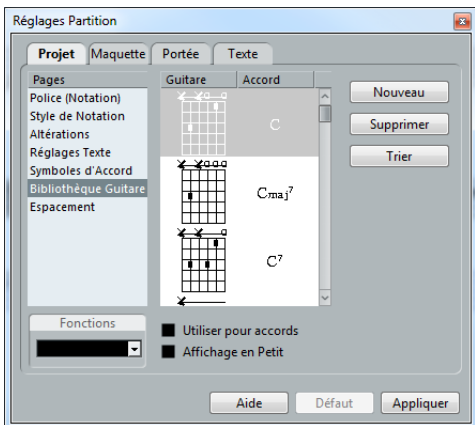 Réglages Partition
Projet Maquette Portée Texte
Pages
Police (Notation)
Style de Notation
Altérations
Réglages Texte
Symboles d'Accord
Bibliothèque Guitare
Espacement
Fonctions
Guitare Accord
C
Cmaj7
C7
Utiliser pour accords
Affichage en Petit
Nouveau
Supprimer
Trier
Aide Défaut Appliquer